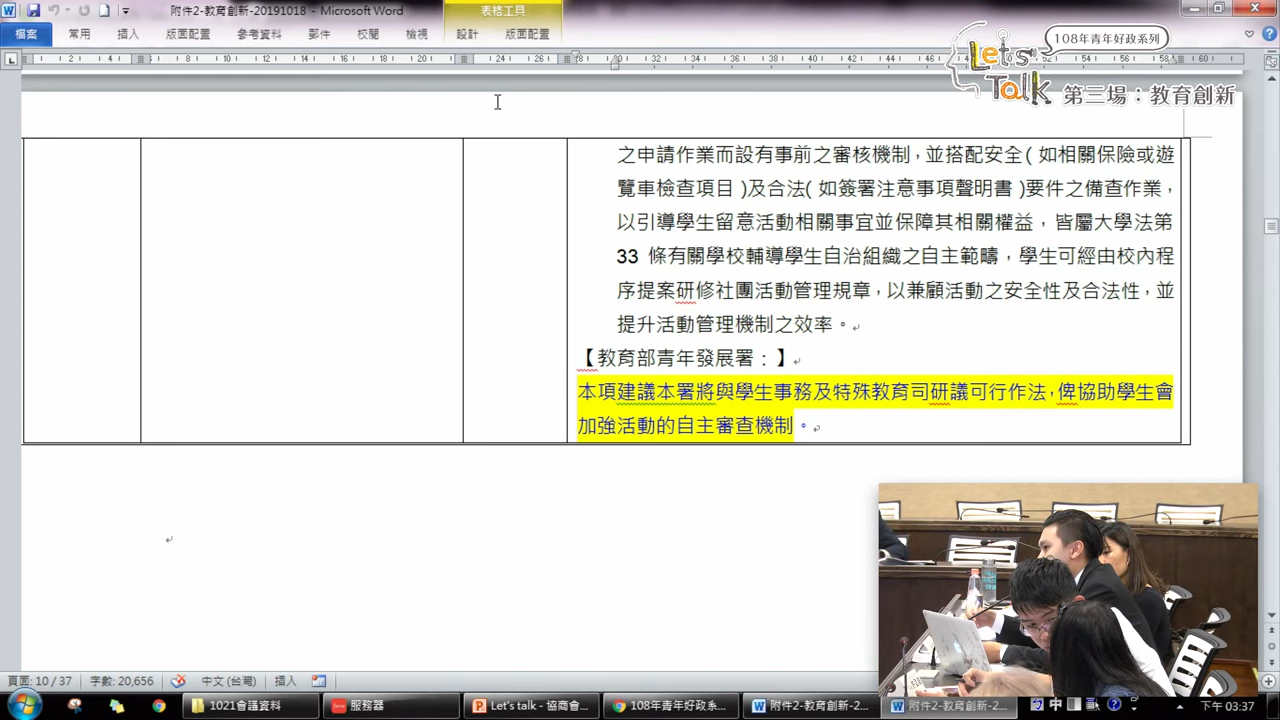 附件2-教育創新-20191018 - Microsoft Word
表格工具
檔案 常用 插入 版面配置 參考資料 郵件 校閱 檢視 設計 版面配置
108年青年好政系列
Let's Talk
第三場：教育創新
之申請作業而設有事前之審核機制，並搭配安全(如相關保險或遊
覽車檢查項目)及合法(如簽署注意事項聲明書)要件之備查作業，
以引導學生留意活動相關事宜並保障其相關權益，皆屬大學法第
33 條有關學校輔導學生自治組織之自主範疇，學生可經由校內程
序提案研修社團活動管理規章，以兼顧活動之安全性及合法性，並
提升活動管理機制之效率。
【教育部青年發展署：】
本項建議本署將與學生事務及特殊教育司研議可行作法，俾協助學生會
加強活動的自主審查機制。
頁面: 10 / 37 字數: 20,656 中文 (台灣) 插入
1021會議資料 服務醫 Let's talk - 協商會... 108年青年好政系... 附件2-教育創新-2... 附件2-教育創新-2... 中 下午 03:37